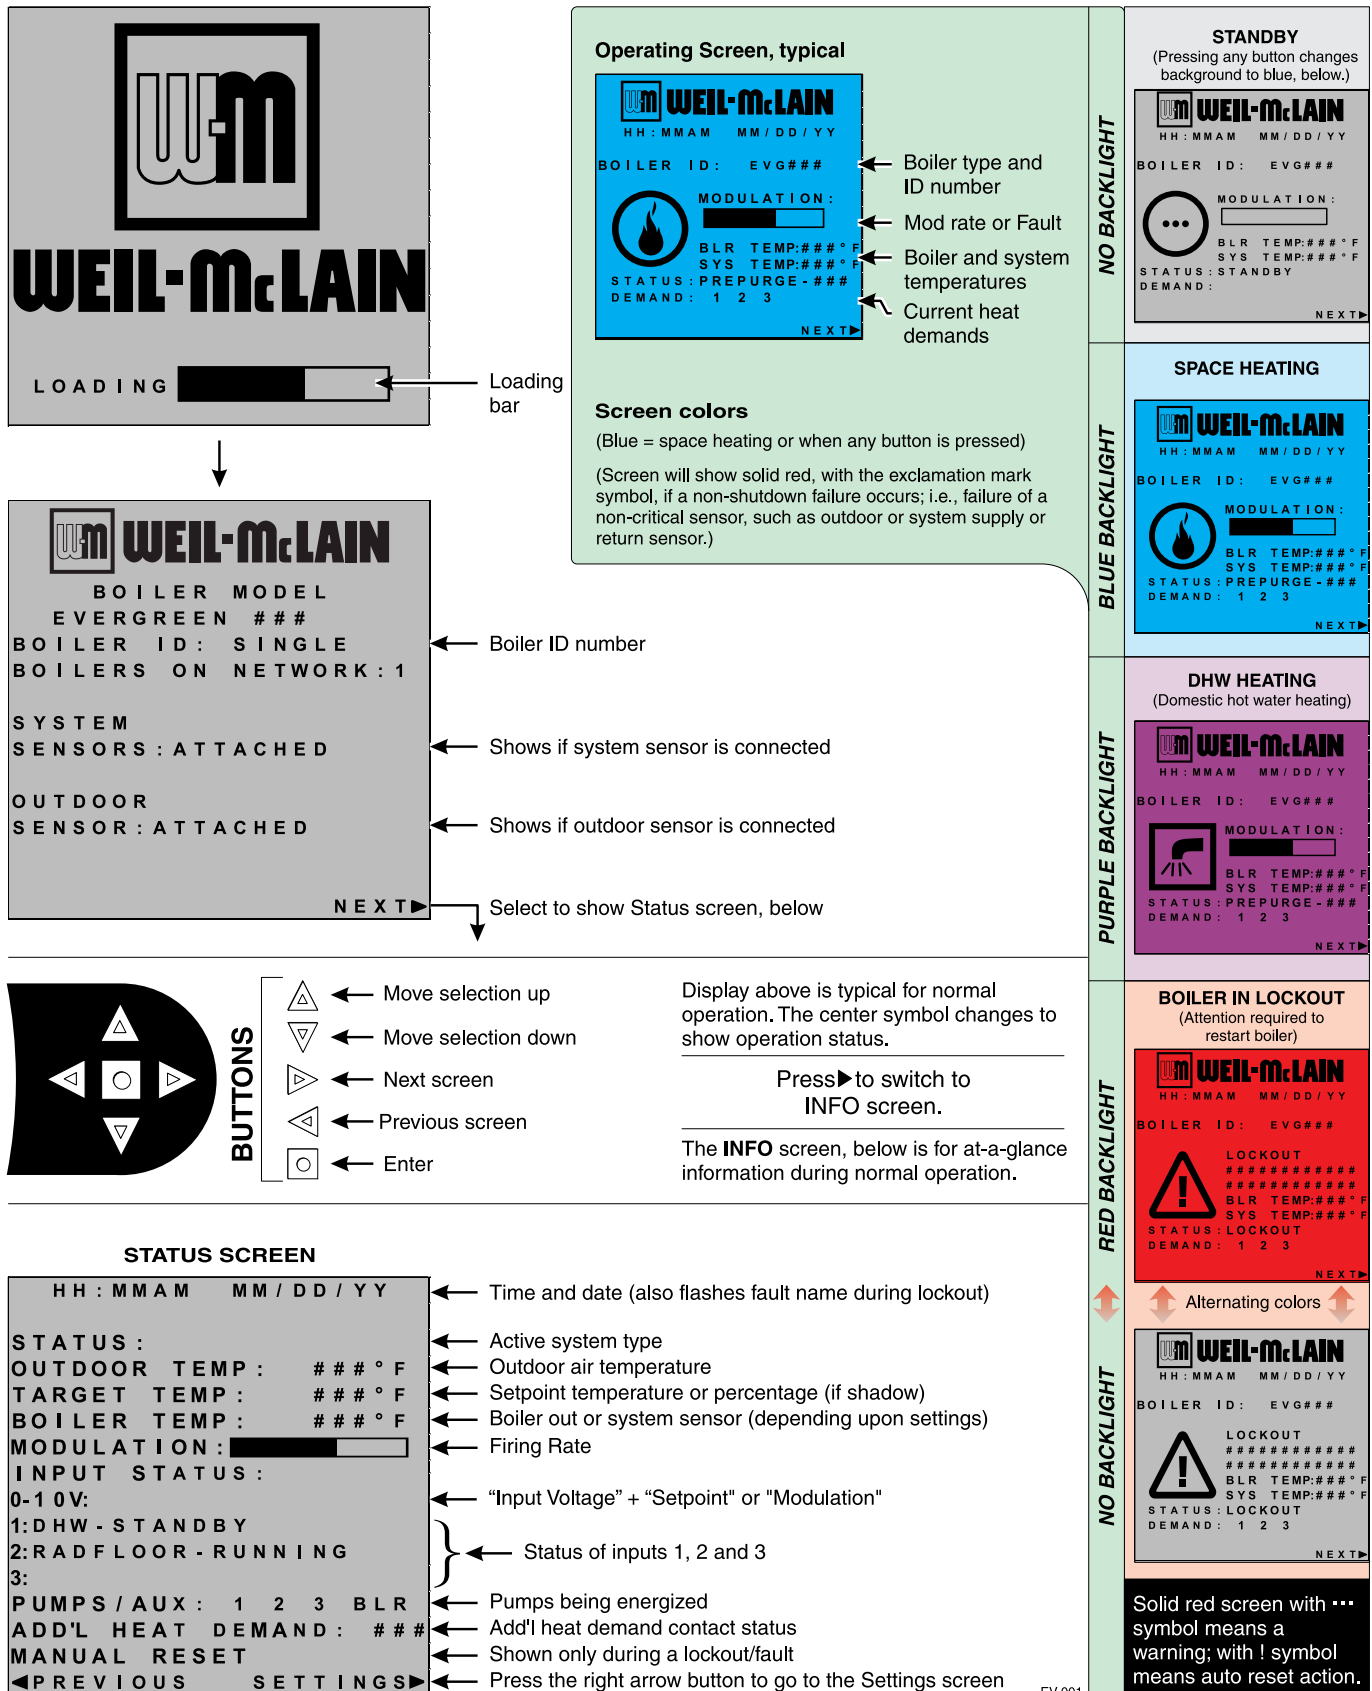 WM
WEIL-McLAIN
LOADING
Loading
bar
WM WEIL-McLAIN
BOILER MODEL
EVERGREEN ###
BOILER ID: SINGLE
BOILERS ON NETWORK:1
SYSTEM
SENSORS:ATTACHED
OUTDOOR
SENSOR:ATTACHED
NEXT▶
Boiler ID number
Shows if system sensor is connected
Shows if outdoor sensor is connected
Select to show Status screen, below
Operating Screen, typical
WM WEIL-McLAIN
HH:MMAM MM/DD/YY
BOILER ID: EVG###
MODULATION:
BLR TEMP:###°F
SYS TEMP:###°F
STATUS:PREPURGE-###
DEMAND: 1 2 3
NEXT▶
Boiler type and
ID number
Mod rate or Fault
Boiler and system
temperatures
Current heat
demands
Screen colors
(Blue = space heating or when any button is pressed)
(Screen will show solid red, with the exclamation mark
symbol, if a non-shutdown failure occurs; i.e., failure of a
non-critical sensor, such as outdoor or system supply or
return sensor.)
BUTTONS
Move selection up
Move selection down
Next screen
Previous screen
Enter
Display above is typical for normal
operation. The center symbol changes to
show operation status.
Press▶to switch to
INFO screen.
The INFO screen, below is for at-a-glance
information during normal operation.
STATUS SCREEN
HH:MMAM MM/DD/YY
STATUS:
OUTDOOR TEMP: ###°F
TARGET TEMP: ###°F
BOILER TEMP: ###°F
MODULATION:
INPUT STATUS:
0-10V:
1:DHW-STANDBY
2:RADFLOOR-RUNNING
3:
PUMPS/AUX: 1 2 3 BLR
ADD'L HEAT DEMAND: ###
MANUAL RESET
◀PREVIOUS SETTINGS▶
Time and date (also flashes fault name during lockout)
Active system type
Outdoor air temperature
Setpoint temperature or percentage (if shadow)
Boiler out or system sensor (depending upon settings)
Firing Rate
“Input Voltage” + “Setpoint" or "Modulation"
Status of inputs 1, 2 and 3
Pumps being energized
Add'l heat demand contact status
Shown only during a lockout/fault
Press the right arrow button to go to the Settings screen
NO BACKLIGHT
STANDBY
(Pressing any button changes
background to blue, below.)
WM WEIL-McLAIN
HH:MMAM MM/DD/YY
BOILER ID: EVG###
MODULATION:
BLR TEMP:###°F
SYS TEMP:###°F
STATUS:STANDBY
DEMAND:
NEXT▶
BLUE BACKLIGHT
SPACE HEATING
WM WEIL-McLAIN
HH:MMAM MM/DD/YY
BOILER ID: EVG###
MODULATION:
BLR TEMP:###°F
SYS TEMP:###°F
STATUS:PREPURGE-###
DEMAND: 1 2 3
NEXT▶
PURPLE BACKLIGHT
DHW HEATING
(Domestic hot water heating)
WM WEIL-McLAIN
HH:MMAM MM/DD/YY
BOILER ID: EVG###
MODULATION:
BLR TEMP:###°F
SYS TEMP:###°F
STATUS:PREPURGE-###
DEMAND: 1 2 3
NEXT▶
RED BACKLIGHT
BOILER IN LOCKOUT
(Attention required to
restart boiler)
WM WEIL-McLAIN
HH:MMAM MM/DD/YY
BOILER ID: EVG###
LOCKOUT
############
############
BLR TEMP:###°F
SYS TEMP:###°F
STATUS:LOCKOUT
DEMAND: 1 2 3
NEXT▶
Alternating colors
NO BACKLIGHT
WM WEIL-McLAIN
HH:MMAM MM/DD/YY
BOILER ID: EVG###
LOCKOUT
############
############
BLR TEMP:###°F
SYS TEMP:###°F
STATUS:LOCKOUT
DEMAND: 1 2 3
NEXT▶
Solid red screen with ···
symbol means a
warning; with ! symbol
means auto reset action.